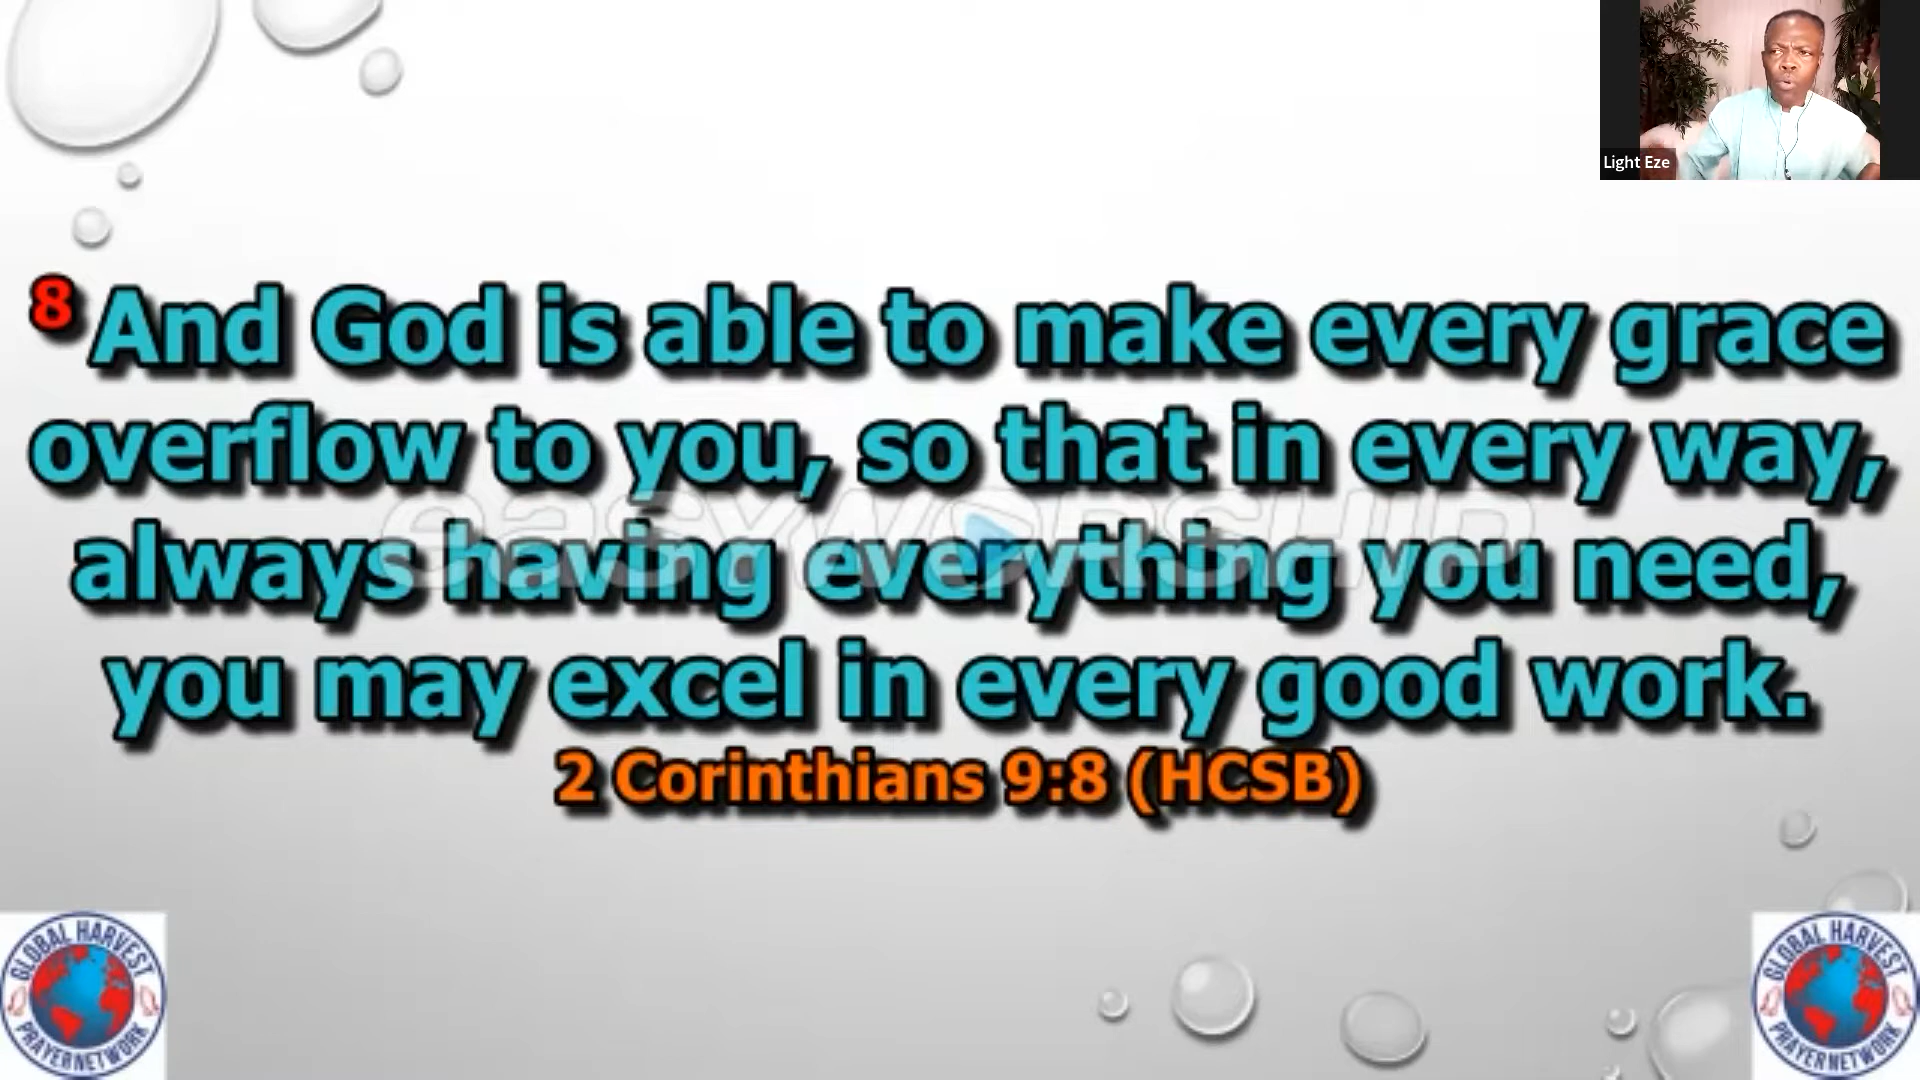 Light Eze
8 And God is able to make every grace
overflow to you, so that in every way,
always having everything you need,
you may excel in every good work.
2 Corinthians 9:8 (HCSB)
easyworship
GLOBAL HARVEST
PRAYER NETWORK
GLOBAL HARVEST
PRAYER NETWORK